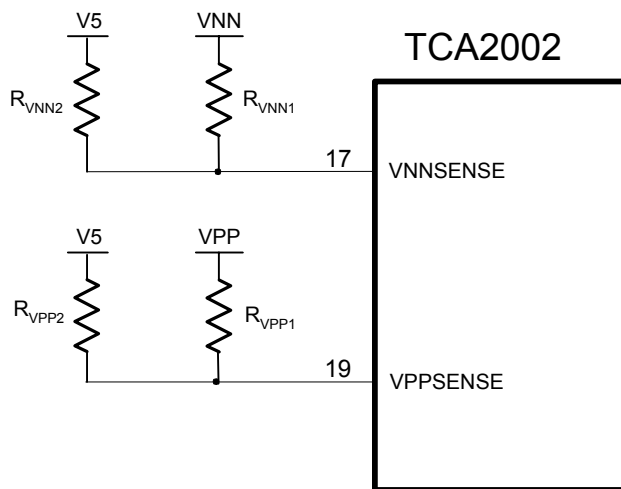 V5
VNN
TCA2002
RVNN2
RVNN1
17
VNNSENSE
V5
VPP
RVPP2
RVPP1
19
VPPSENSE